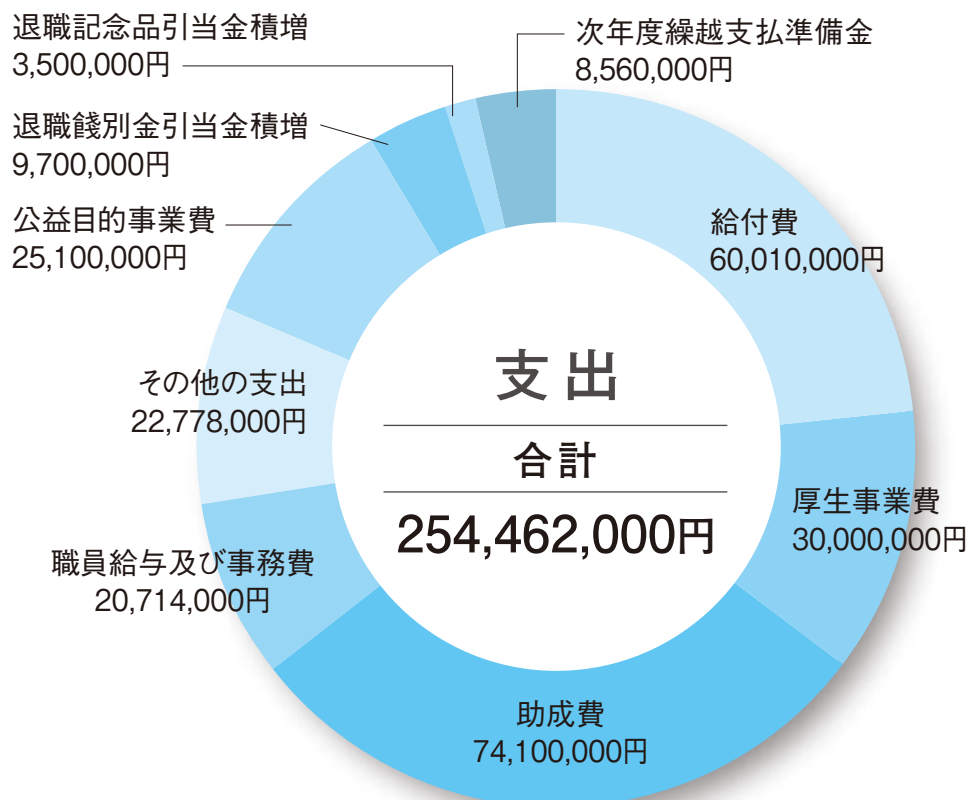 退職記念品引当金積増
3,500,000円
次年度繰越支払準備金
8,560,000円
退職餞別金引当金積増
9,700,000円
公益目的事業費
25,100,000円
給付費
60,010,000円
その他の支出
22,778,000円
支出
合計
254,462,000円
厚生事業費
30,000,000円
職員給与及び事務費
20,714,000円
助成費
74,100,000円